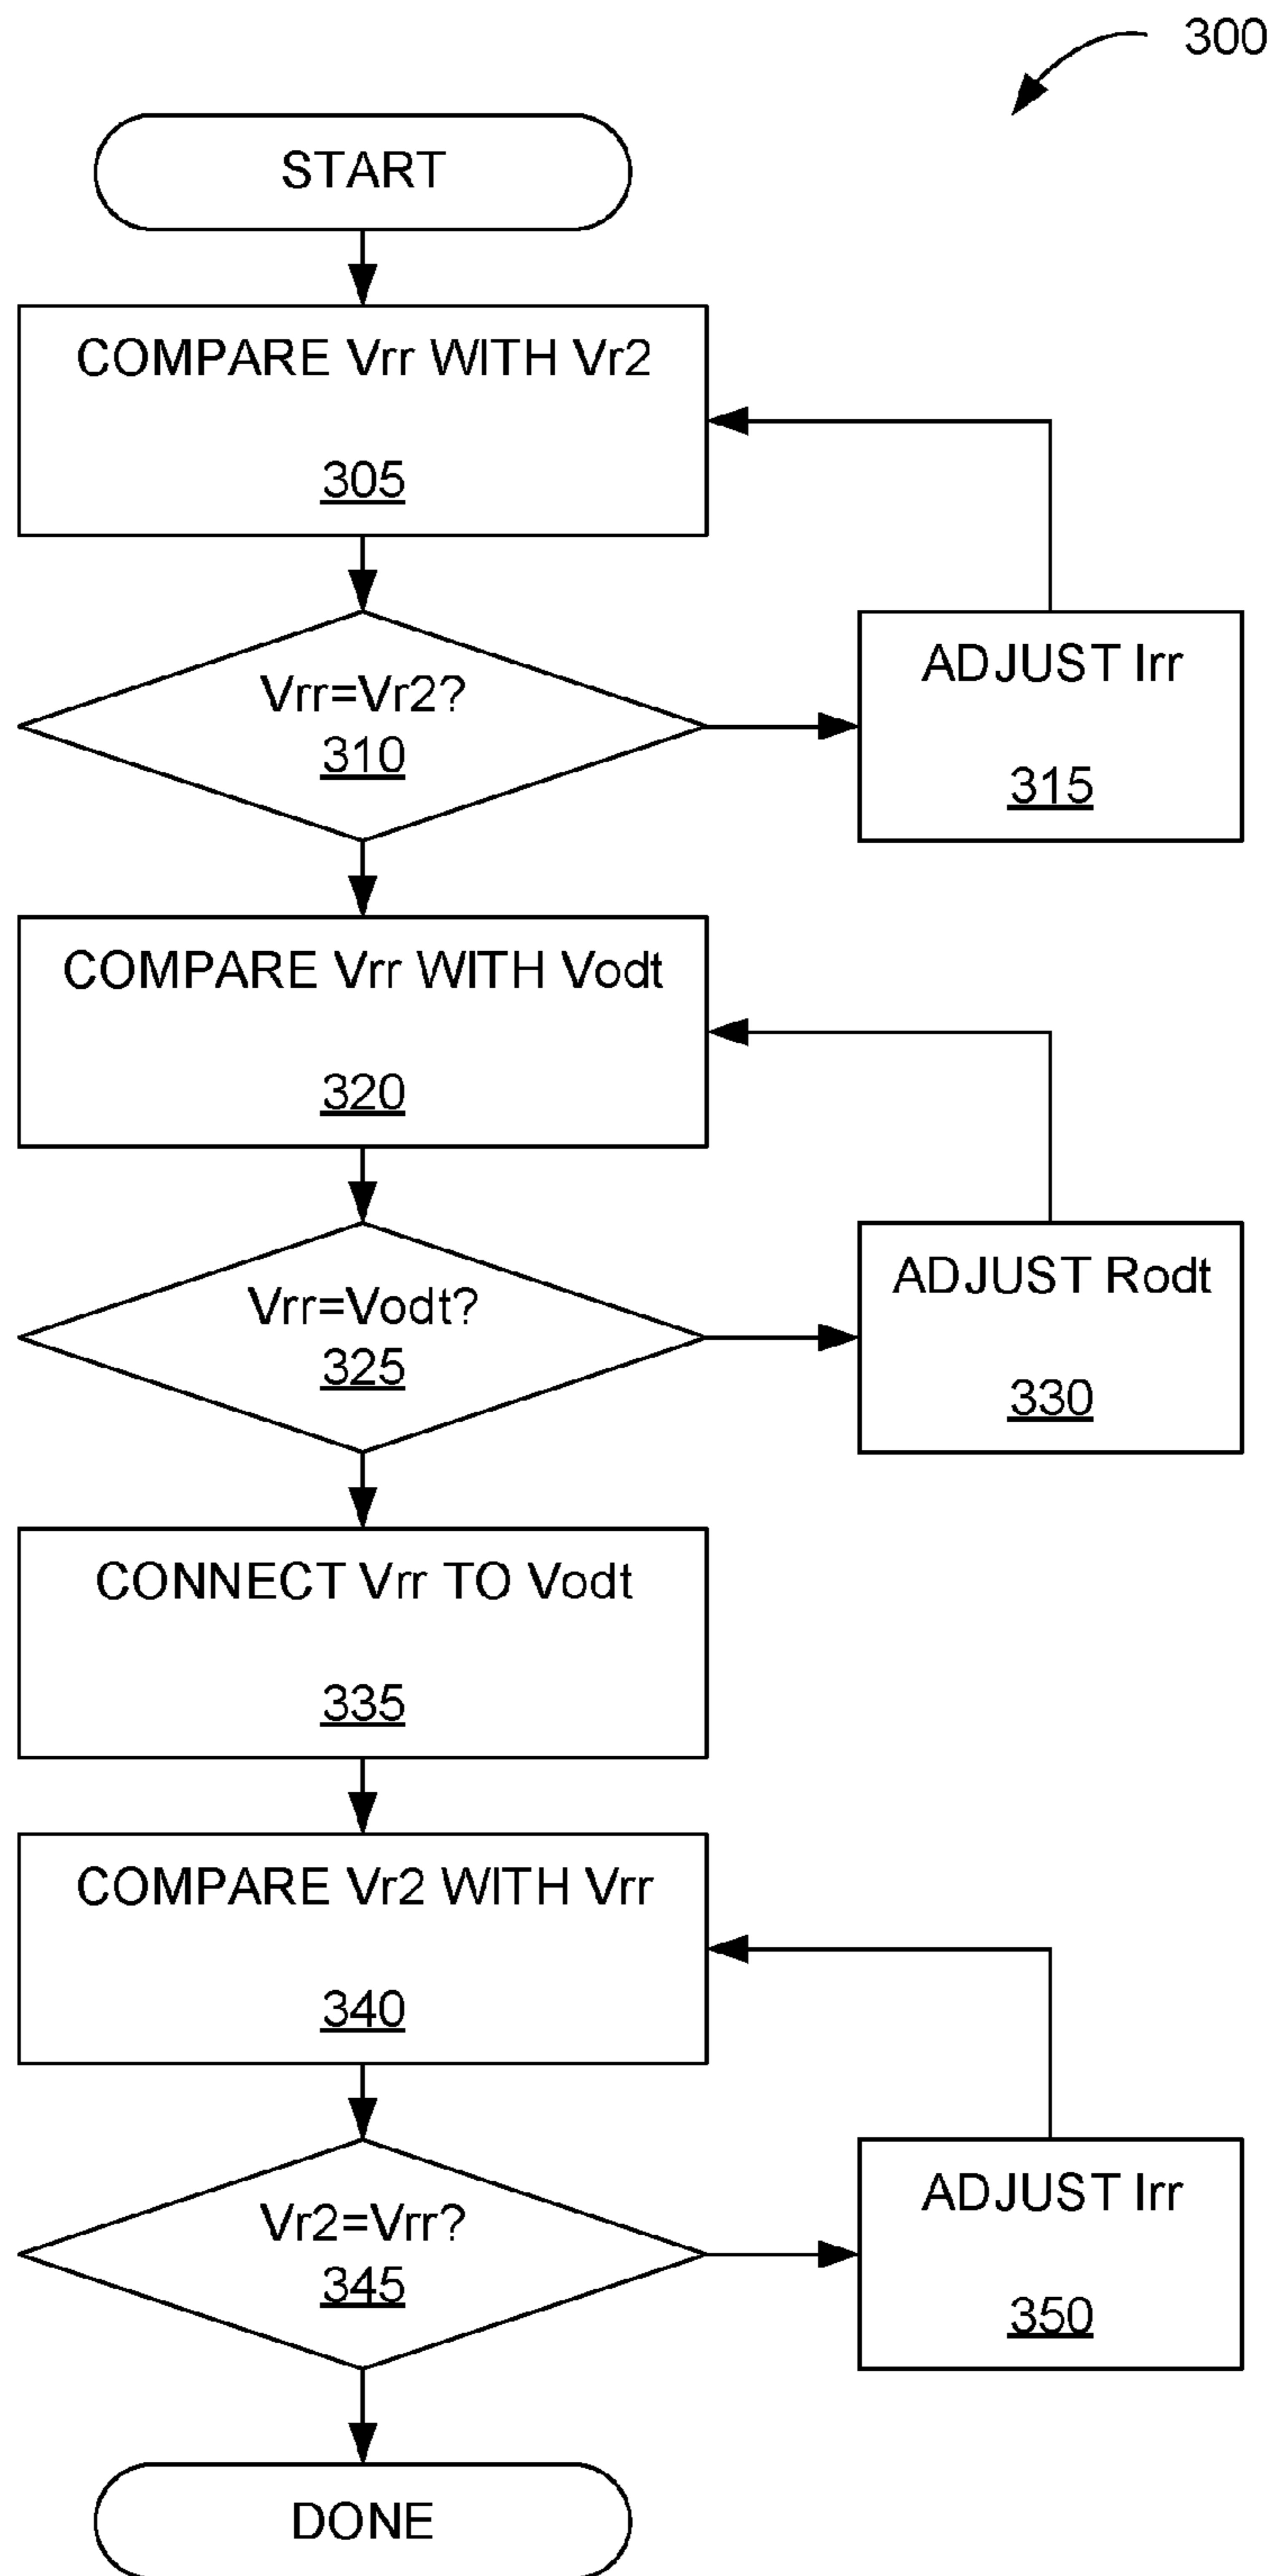 300
START
COMPARE Vrr WITH Vr2
305
Vrr=Vr2?
310
ADJUST Irr
315
COMPARE Vrr WITH Vodt
320
Vrr=Vodt?
325
ADJUST Rodt
330
CONNECT Vrr TO Vodt
335
COMPARE Vr2 WITH Vrr
340
Vr2=Vrr?
345
ADJUST Irr
350
DONE